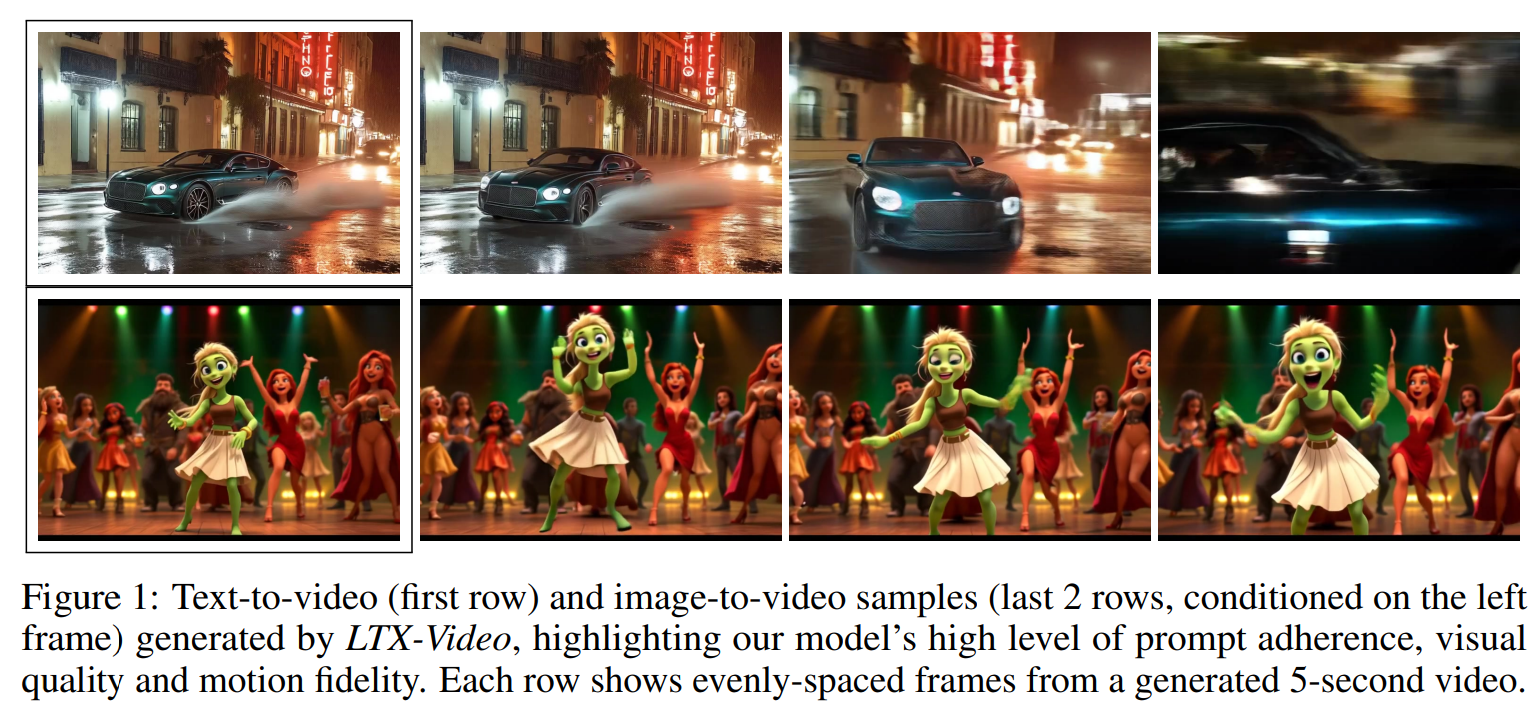 Figure 1: Text-to-video (first row) and image-to-video samples (last 2 rows, conditioned on the left
frame) generated by LTX-Video, highlighting our model's high level of prompt adherence, visual
quality and motion fidelity. Each row shows evenly-spaced frames from a generated 5-second video.